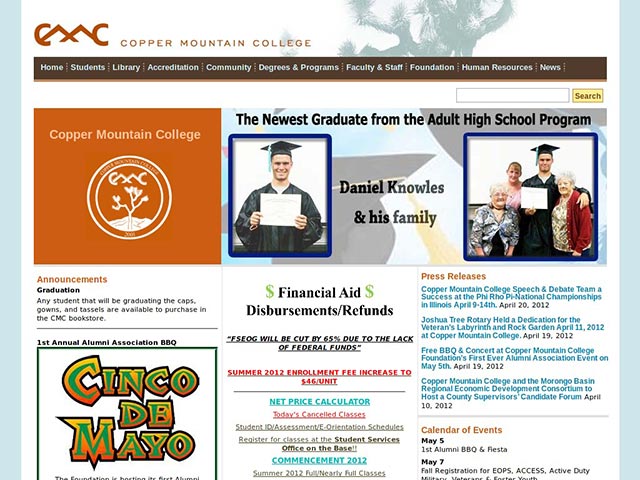 CMC COPPER MOUNTAIN COLLEGE
Home Students Library Accreditation Community Degrees & Programs Faculty & Staff Foundation Human Resources News
Search
Copper Mountain College
COPPER MOUNTAIN COLLEGE
CMC
The Newest Graduate from the Adult High School Program
Daniel Knowles
& his family
Announcements
Graduation
Any student that will be graduating the caps,
gowns, and tassels are available to purchase in
the CMC bookstore.
1st Annual Alumni Association BBQ
CINCO
DE
MAYO
The Foundation is hosting its first Alumni
$ Financial Aid $
Disbursements/Refunds
"FSEOG WILL BE CUT BY 65% DUE TO THE LACK
OF FEDERAL FUNDS"
SUMMER 2012 ENROLLMENT FEE INCREASE TO
$46/UNIT
NET PRICE CALCULATOR
Today's Cancelled Classes
Student ID/Assessment/E-Orientation Schedules
Register for classes at the Student Services
Office on the Base!!
COMMENCEMENT 2012
Summer 2012 Full/Nearly Full Classes
Press Releases
Copper Mountain College Speech & Debate Team a
Success at the Phi Rho Pi-National Championships
in Illinois April 9-14th. April 20, 2012
Joshua Tree Rotary Held a Dedication for the
Veteran's Labyrinth and Rock Garden April 11, 2012
at Copper Mountain College. April 19, 2012
Free BBQ & Concert at Copper Mountain College
Foundation's First Ever Alumni Association Event on
May 5th. April 19, 2012
Copper Mountain College and the Morongo Basin
Regional Economic Development Consortium to
Host a County Supervisors' Candidate Forum April
10, 2012
Calendar of Events
May 5
1st Alumni BBQ & Fiesta
May 7
Fall Registration for EOPS, ACCESS, Active Duty
Military, Veterans & Foster Youth